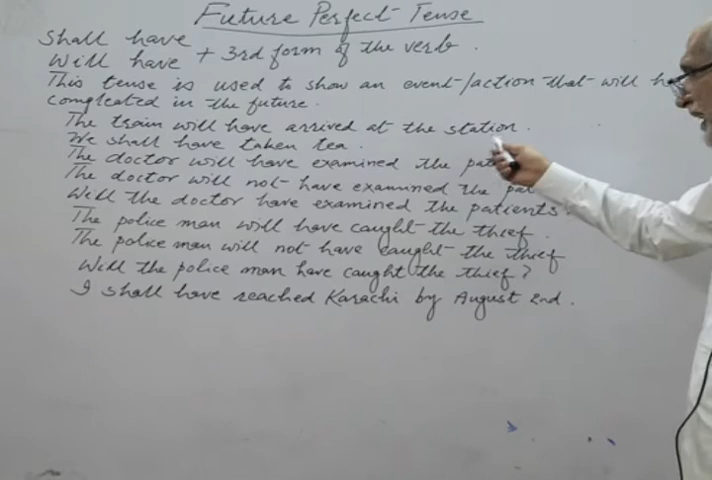 Future Perfect Tense
Shall have
Will have + 3rd form of the verb.
This tense is used to show an event/action that will
compleated in the future.
The train will have arrived at the station.
We shall have taken tea.
The doctor will have examined the
The doctor will not have examined the
Will the doctor have examined the patients?
The police man will have caught the thief.
The police man will not have caught the thief
Will the police man have caught the thief?
I shall have reached Karachi by August 2nd.